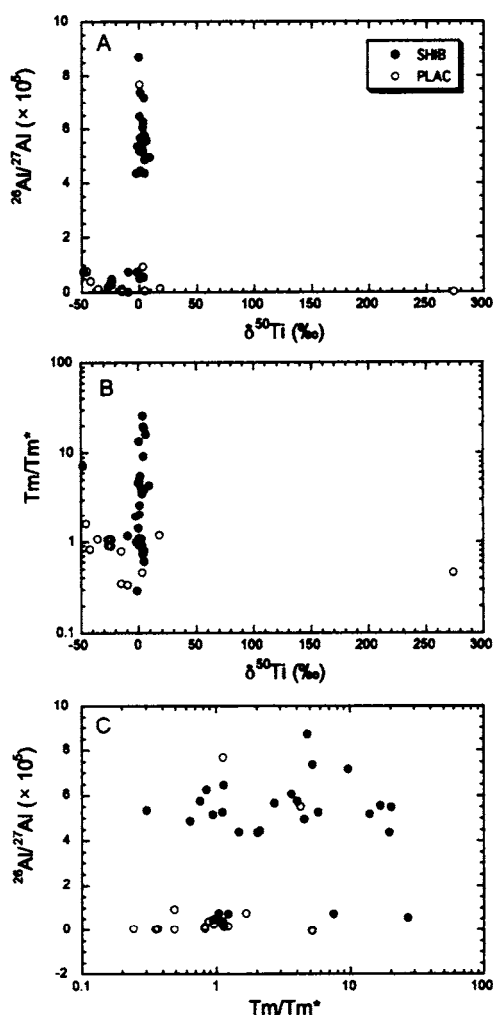 A
SHIB
PLAC
²⁶Al/²⁷Al (× 10⁵)
10
8
6
4
2
0
-50 0 50 100 150 200 250 300
δ⁵⁰Ti (‰)
B
Tm/Tm*
100
10
1
0.1
-50 0 50 100 150 200 250 300
δ⁵⁰Ti (‰)
C
²⁶Al/²⁷Al (× 10⁵)
10
8
6
4
2
0
-2
0.1 1 10 100
Tm/Tm*